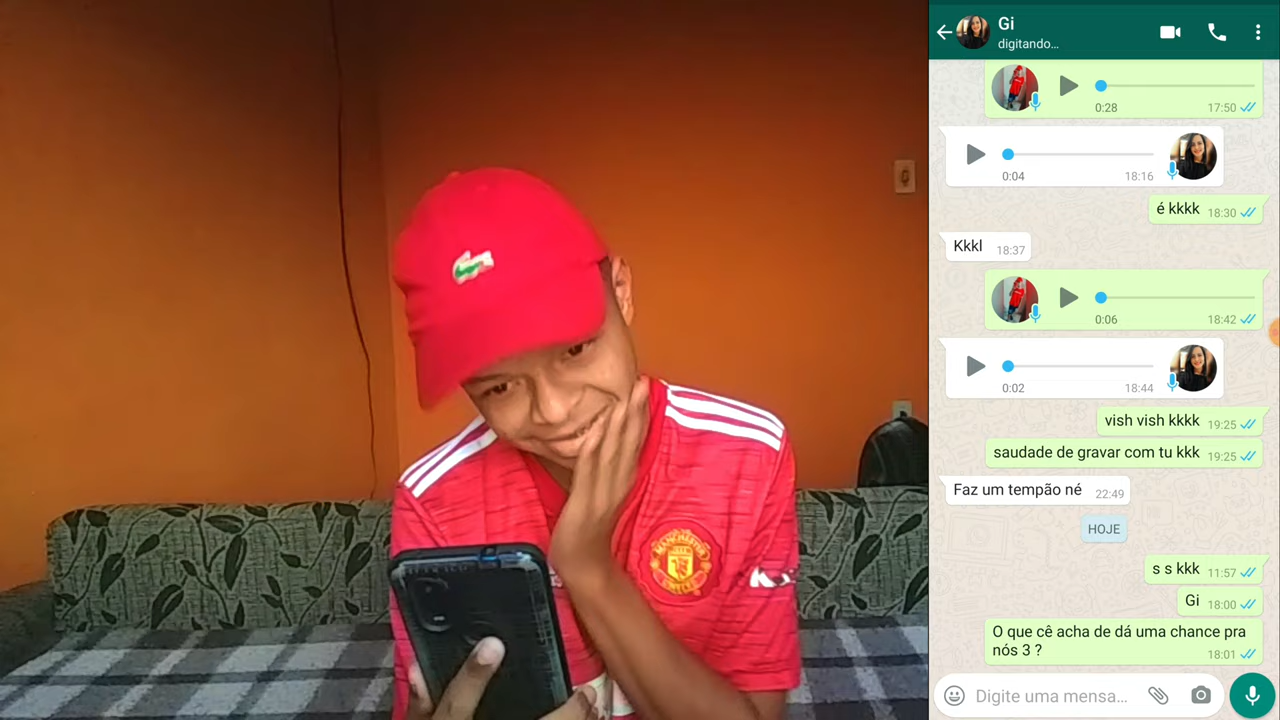 Gi
digitando...
0:28 17:50
0:04 18:16
é kkkk 18:30
Kkkl 18:37
0:06 18:42
0:02 18:44
vish vish kkkk 19:25
saudade de gravar com tu kkk 19:25
Faz um tempão né 22:49
HOJE
s s kkk 11:57
Gi 18:00
O que cê acha de dá uma chance pra
nós 3 ? 18:01
Digite uma mensa...
MANCHESTER
UNITED